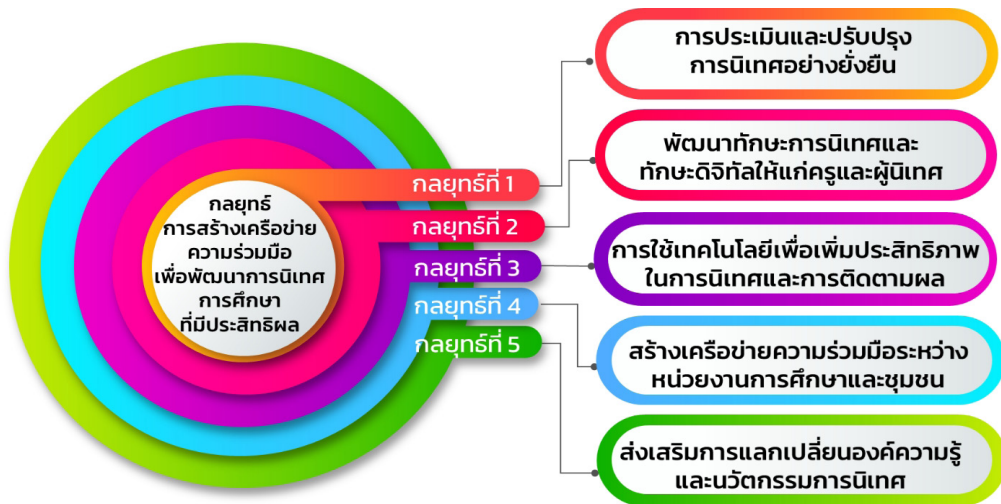 กลยุทธ์
การสร้างเครือข่าย
ความร่วมมือ
เพื่อพัฒนาการนิเทศ
การศึกษา
ที่มีประสิทธิผล
กลยุทธ์ที่ 1
การประเมินและปรับปรุง
การนิเทศอย่างยั่งยืน
กลยุทธ์ที่ 2
พัฒนาทักษะการนิเทศและ
ทักษะดิจิทัลให้แก่ครูและผู้นิเทศ
กลยุทธ์ที่ 3
การใช้เทคโนโลยีเพื่อเพิ่มประสิทธิภาพ
ในการนิเทศและการติดตามผล
กลยุทธ์ที่ 4
สร้างเครือข่ายความร่วมมือระหว่าง
หน่วยงานการศึกษาและชุมชน
กลยุทธ์ที่ 5
ส่งเสริมการแลกเปลี่ยนองค์ความรู้
และนวัตกรรมการนิเทศ